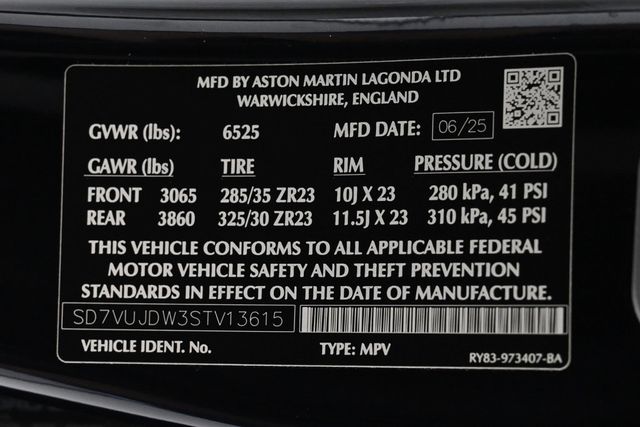 MFD BY ASTON MARTIN LAGONDA LTD
WARWICKSHIRE, ENGLAND
GVWR (lbs): 6525 MFD DATE: 06/25
GAWR (lbs) TIRE RIM PRESSURE (COLD)
FRONT 3065 285/35 ZR23 10J X 23 280 kPa, 41 PSI
REAR 3860 325/30 ZR23 11.5J X 23 310 kPa, 45 PSI
THIS VEHICLE CONFORMS TO ALL APPLICABLE FEDERAL
MOTOR VEHICLE SAFETY AND THEFT PREVENTION
STANDARDS IN EFFECT ON THE DATE OF MANUFACTURE.
SD7VUJDW3STV13615
VEHICLE IDENT. No. TYPE: MPV RY83-973407-BA